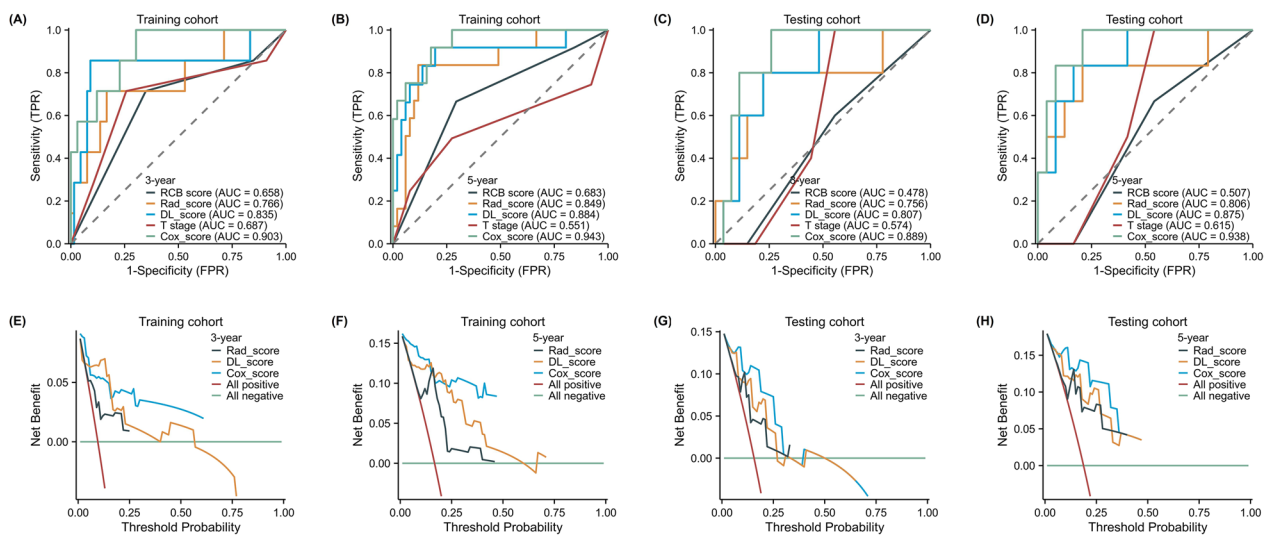 (A)
Training cohort
Sensitivity (TPR)
1.0
0.8
0.6
0.4
0.2
0.0
3-year
RCB score (AUC = 0.658)
Rad_score (AUC = 0.766)
DL_score (AUC = 0.835)
T stage (AUC = 0.687)
Cox_score (AUC = 0.903)
0.00 0.25 0.50 0.75 1.00
1-Specificity (FPR)
(B)
Training cohort
Sensitivity (TPR)
1.0
0.8
0.6
0.4
0.2
0.0
5-year
RCB score (AUC = 0.683)
Rad_score (AUC = 0.849)
DL_score (AUC = 0.884)
T stage (AUC = 0.551)
Cox_score (AUC = 0.943)
0.00 0.25 0.50 0.75 1.00
1-Specificity (FPR)
(C)
Testing cohort
Sensitivity (TPR)
1.0
0.8
0.6
0.4
0.2
0.0
3-year
RCB score (AUC = 0.478)
Rad_score (AUC = 0.756)
DL_score (AUC = 0.807)
T stage (AUC = 0.574)
Cox_score (AUC = 0.889)
0.00 0.25 0.50 0.75 1.00
1-Specificity (FPR)
(D)
Testing cohort
Sensitivity (TPR)
1.0
0.8
0.6
0.4
0.2
0.0
5-year
RCB score (AUC = 0.507)
Rad_score (AUC = 0.806)
DL_score (AUC = 0.875)
T stage (AUC = 0.615)
Cox_score (AUC = 0.938)
0.00 0.25 0.50 0.75 1.00
1-Specificity (FPR)
(E)
Training cohort
Net Benefit
0.05
0.00
3-year
Rad_score
DL_score
Cox_score
All positive
All negative
0.00 0.25 0.50 0.75 1.00
Threshold Probability
(F)
Training cohort
Net Benefit
0.15
0.10
0.05
0.00
5-year
Rad_score
DL_score
Cox_score
All positive
All negative
0.00 0.25 0.50 0.75 1.00
Threshold Probability
(G)
Testing cohort
Net Benefit
0.15
0.10
0.05
0.00
3-year
Rad_score
DL_score
Cox_score
All positive
All negative
0.00 0.25 0.50 0.75 1.00
Threshold Probability
(H)
Testing cohort
Net Benefit
0.15
0.10
0.05
0.00
5-year
Rad_score
DL_score
Cox_score
All positive
All negative
0.00 0.25 0.50 0.75 1.00
Threshold Probability